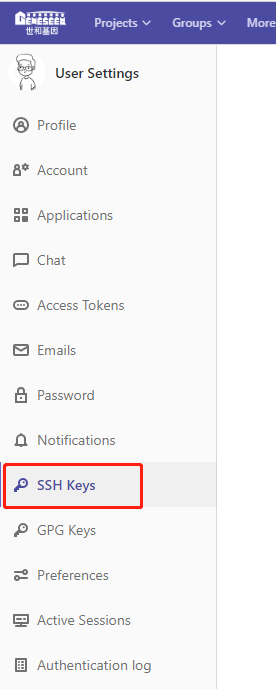 GENESEEQ
世和基因
Projects Groups More
User Settings
Profile
Account
Applications
Chat
Access Tokens
Emails
Password
Notifications
SSH Keys
GPG Keys
Preferences
Active Sessions
Authentication log